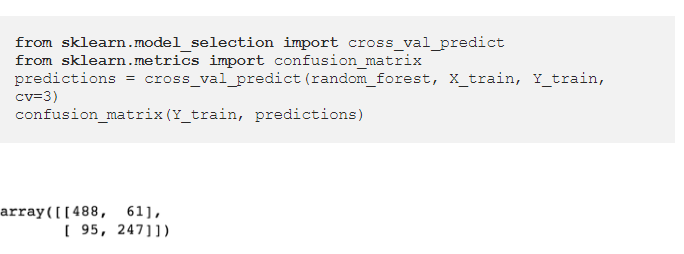 from sklearn.model_selection import cross_val_predict
from sklearn.metrics import confusion_matrix
predictions = cross_val_predict(random_forest, X_train, Y_train,
cv=3)
confusion_matrix(Y_train, predictions)
array([[488,  61],
       [ 95, 247]])